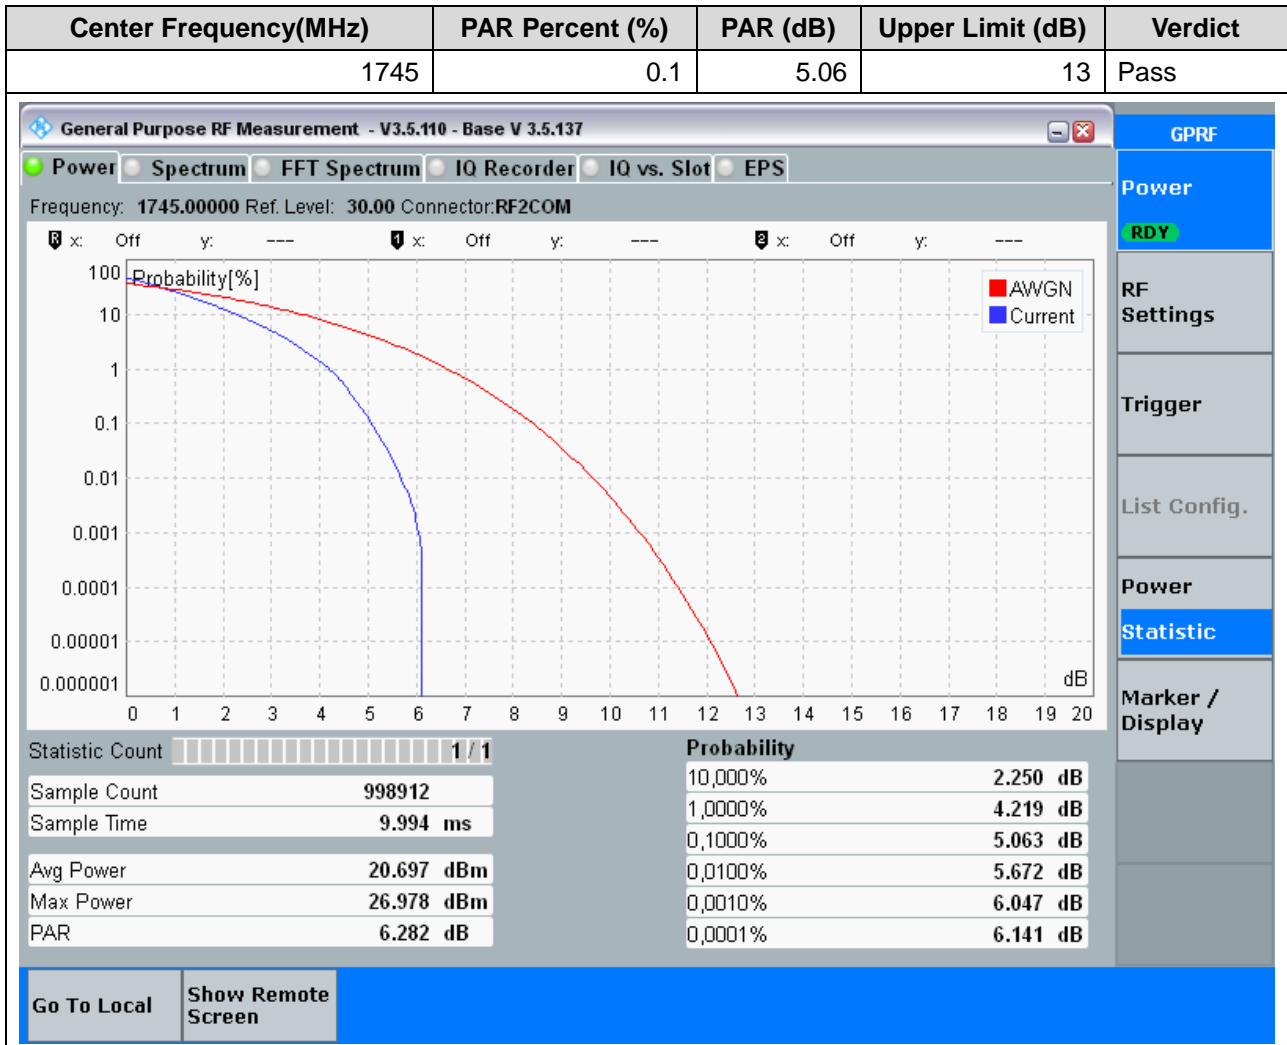 Center Frequency(MHz) PAR Percent (%) PAR (dB) Upper Limit (dB) Verdict
1745 0.1 5.06 13 Pass
General Purpose RF Measurement - V3.5.110 - Base V 3.5.137
GPRF
Power Spectrum FFT Spectrum IQ Recorder IQ vs. Slot EPS
Frequency: 1745.00000 Ref. Level: 30.00 Connector:RF2COM
R x: Off y: --- 1 x: Off y: --- 2 x: Off y: ---
Probability[%]
AWGN
Current
100
10
1
0.1
0.01
0.001
0.0001
0.00001
0.000001
dB
0 1 2 3 4 5 6 7 8 9 10 11 12 13 14 15 16 17 18 19 20
Statistic Count 1 / 1
Sample Count 998912
Sample Time 9.994 ms
Avg Power 20.697 dBm
Max Power 26.978 dBm
PAR 6.282 dB
Probability
10,000% 2.250 dB
1,0000% 4.219 dB
0,1000% 5.063 dB
0,0100% 5.672 dB
0,0010% 6.047 dB
0,0001% 6.141 dB
Power
RDY
RF
Settings
Trigger
List Config.
Power
Statistic
Marker /
Display
Go To Local
Show Remote
Screen